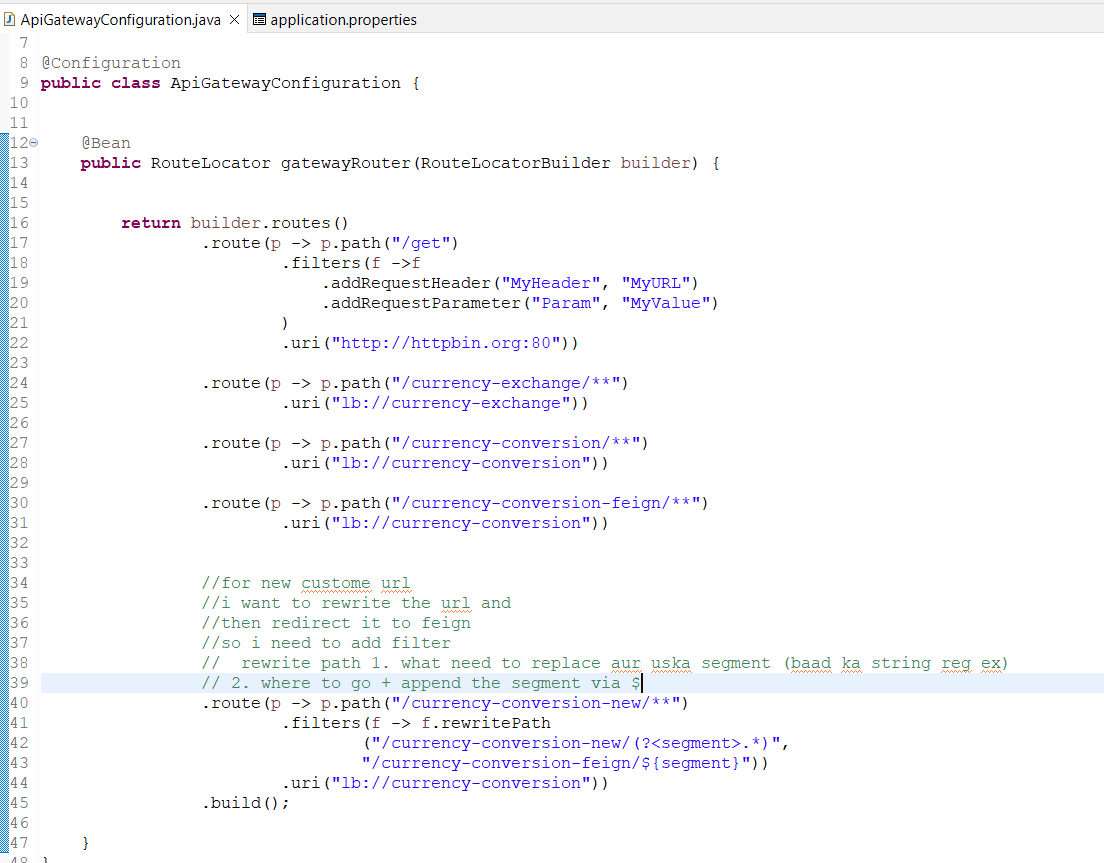 ApiGatewayConfiguration.java application.properties
7
8 @Configuration
9 public class ApiGatewayConfiguration {
10
11
12 @Bean
13 public RouteLocator gatewayRouter(RouteLocatorBuilder builder) {
14
15
16 return builder.routes()
17 .route(p -> p.path("/get")
18 .filters(f ->f
19 .addRequestHeader("MyHeader", "MyURL")
20 .addRequestParameter("Param", "MyValue")
21 )
22 .uri("http://httpbin.org:80"))
23
24 .route(p -> p.path("/currency-exchange/**")
25 .uri("lb://currency-exchange"))
26
27 .route(p -> p.path("/currency-conversion/**")
28 .uri("lb://currency-conversion"))
29
30 .route(p -> p.path("/currency-conversion-feign/**")
31 .uri("lb://currency-conversion"))
32
33
34 //for new custome url
35 //i want to rewrite the url and
36 //then redirect it to feign
37 //so i need to add filter
38 // rewrite path 1. what need to replace aur uska segment (baad ka string reg ex)
39 // 2. where to go + append the segment via $
40 .route(p -> p.path("/currency-conversion-new/**")
41 .filters(f -> f.rewritePath
42 ("/currency-conversion-new/(?<segment>.*)",
43 "/currency-conversion-feign/${segment}"))
44 .uri("lb://currency-conversion"))
45 .build();
46
47 }
48 }